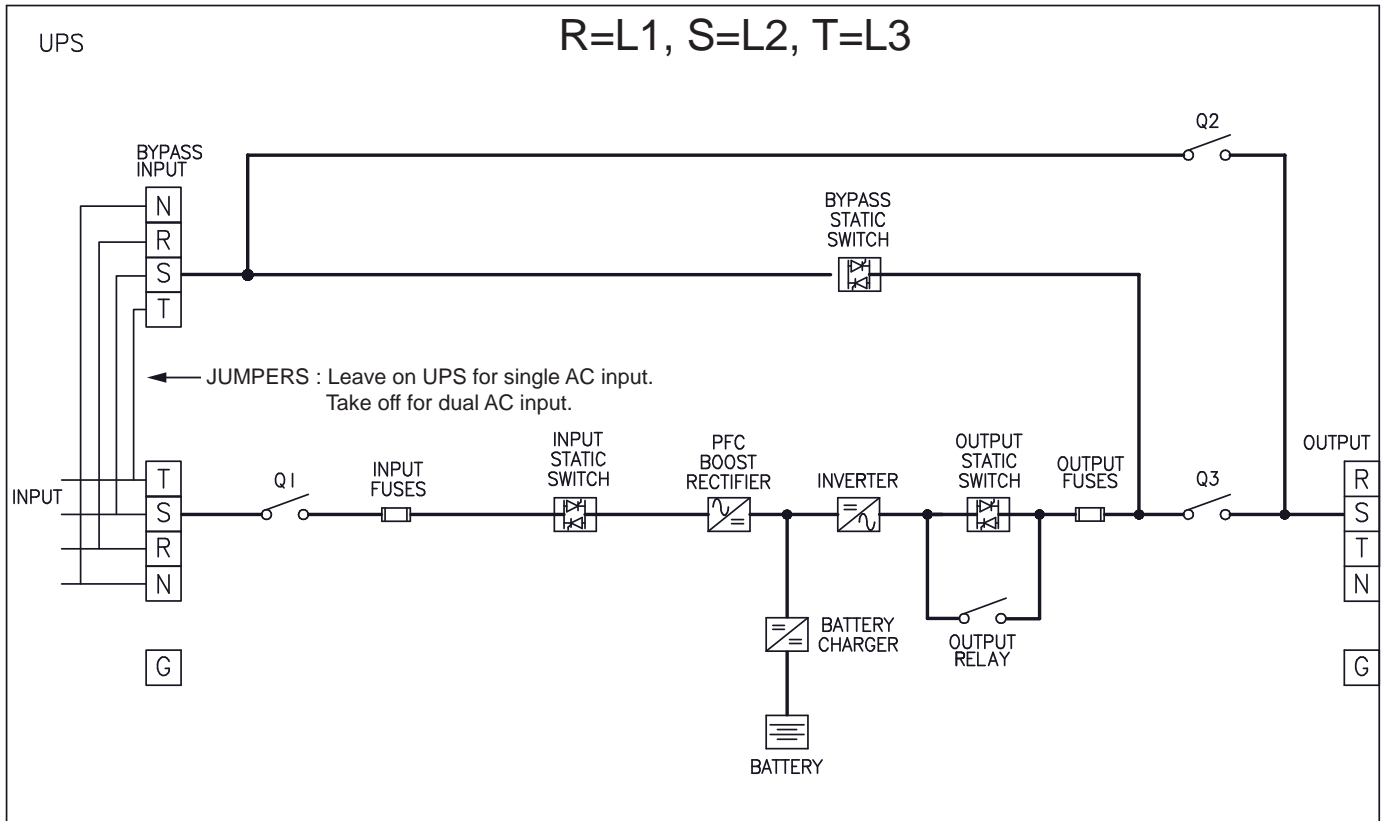 UPS
R=L1, S=L2, T=L3
Q2
BYPASS
INPUT
N
R
S
T
BYPASS
STATIC
SWITCH
JUMPERS : Leave on UPS for single AC input.
Take off for dual AC input.
INPUT
T
S
R
N
G
Q1
INPUT
FUSES
INPUT
STATIC
SWITCH
PFC
BOOST
RECTIFIER
INVERTER
OUTPUT
STATIC
SWITCH
OUTPUT
FUSES
Q3
OUTPUT
R
S
T
N
G
BATTERY
CHARGER
OUTPUT
RELAY
BATTERY